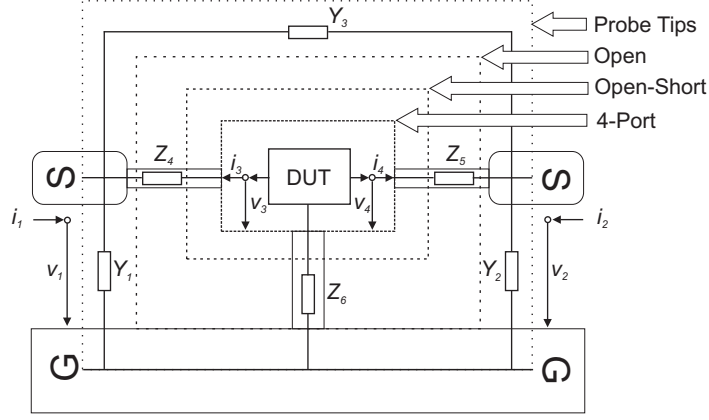 Y3
Probe Tips
Open
Open-Short
4-Port
Z4
i3
DUT
i4
Z5
S
S
v3
v4
i1
i2
v1
Y1
Z6
Y2
v2
G
G